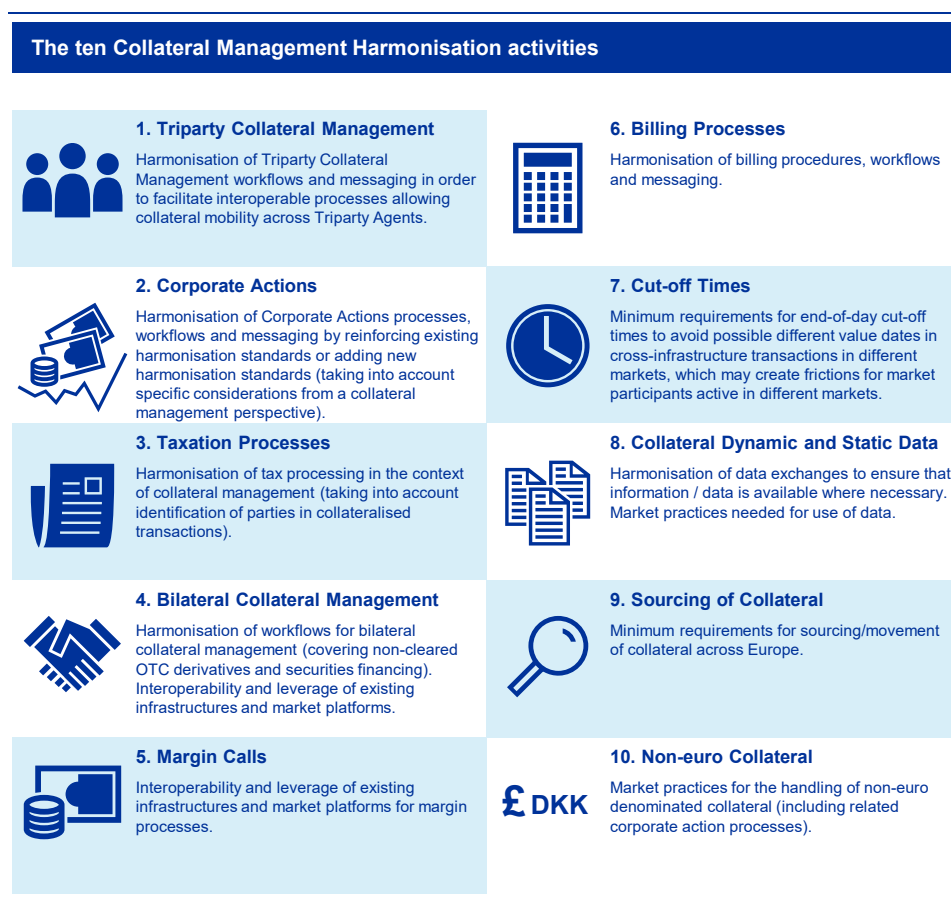 The ten Collateral Management Harmonisation activities
1. Triparty Collateral Management
Harmonisation of Triparty Collateral
Management workflows and messaging in order
to facilitate interoperable processes allowing
collateral mobility across Triparty Agents.
2. Corporate Actions
Harmonisation of Corporate Actions processes,
workflows and messaging by reinforcing existing
harmonisation standards or adding new
harmonisation standards (taking into account
specific considerations from a collateral
management perspective).
3. Taxation Processes
Harmonisation of tax processing in the context
of collateral management (taking into account
identification of parties in collateralised
transactions).
4. Bilateral Collateral Management
Harmonisation of workflows for bilateral
collateral management (covering non-cleared
OTC derivatives and securities financing).
Interoperability and leverage of existing
infrastructures and market platforms.
5. Margin Calls
Interoperability and leverage of existing
infrastructures and market platforms for margin
processes.
6. Billing Processes
Harmonisation of billing procedures, workflows
and messaging.
7. Cut-off Times
Minimum requirements for end-of-day cut-off
times to avoid possible different value dates in
cross-infrastructure transactions in different
markets, which may create frictions for market
participants active in different markets.
8. Collateral Dynamic and Static Data
Harmonisation of data exchanges to ensure that
information / data is available where necessary.
Market practices needed for use of data.
9. Sourcing of Collateral
Minimum requirements for sourcing/movement
of collateral across Europe.
10. Non-euro Collateral
£ DKK
Market practices for the handling of non-euro
denominated collateral (including related
corporate action processes).